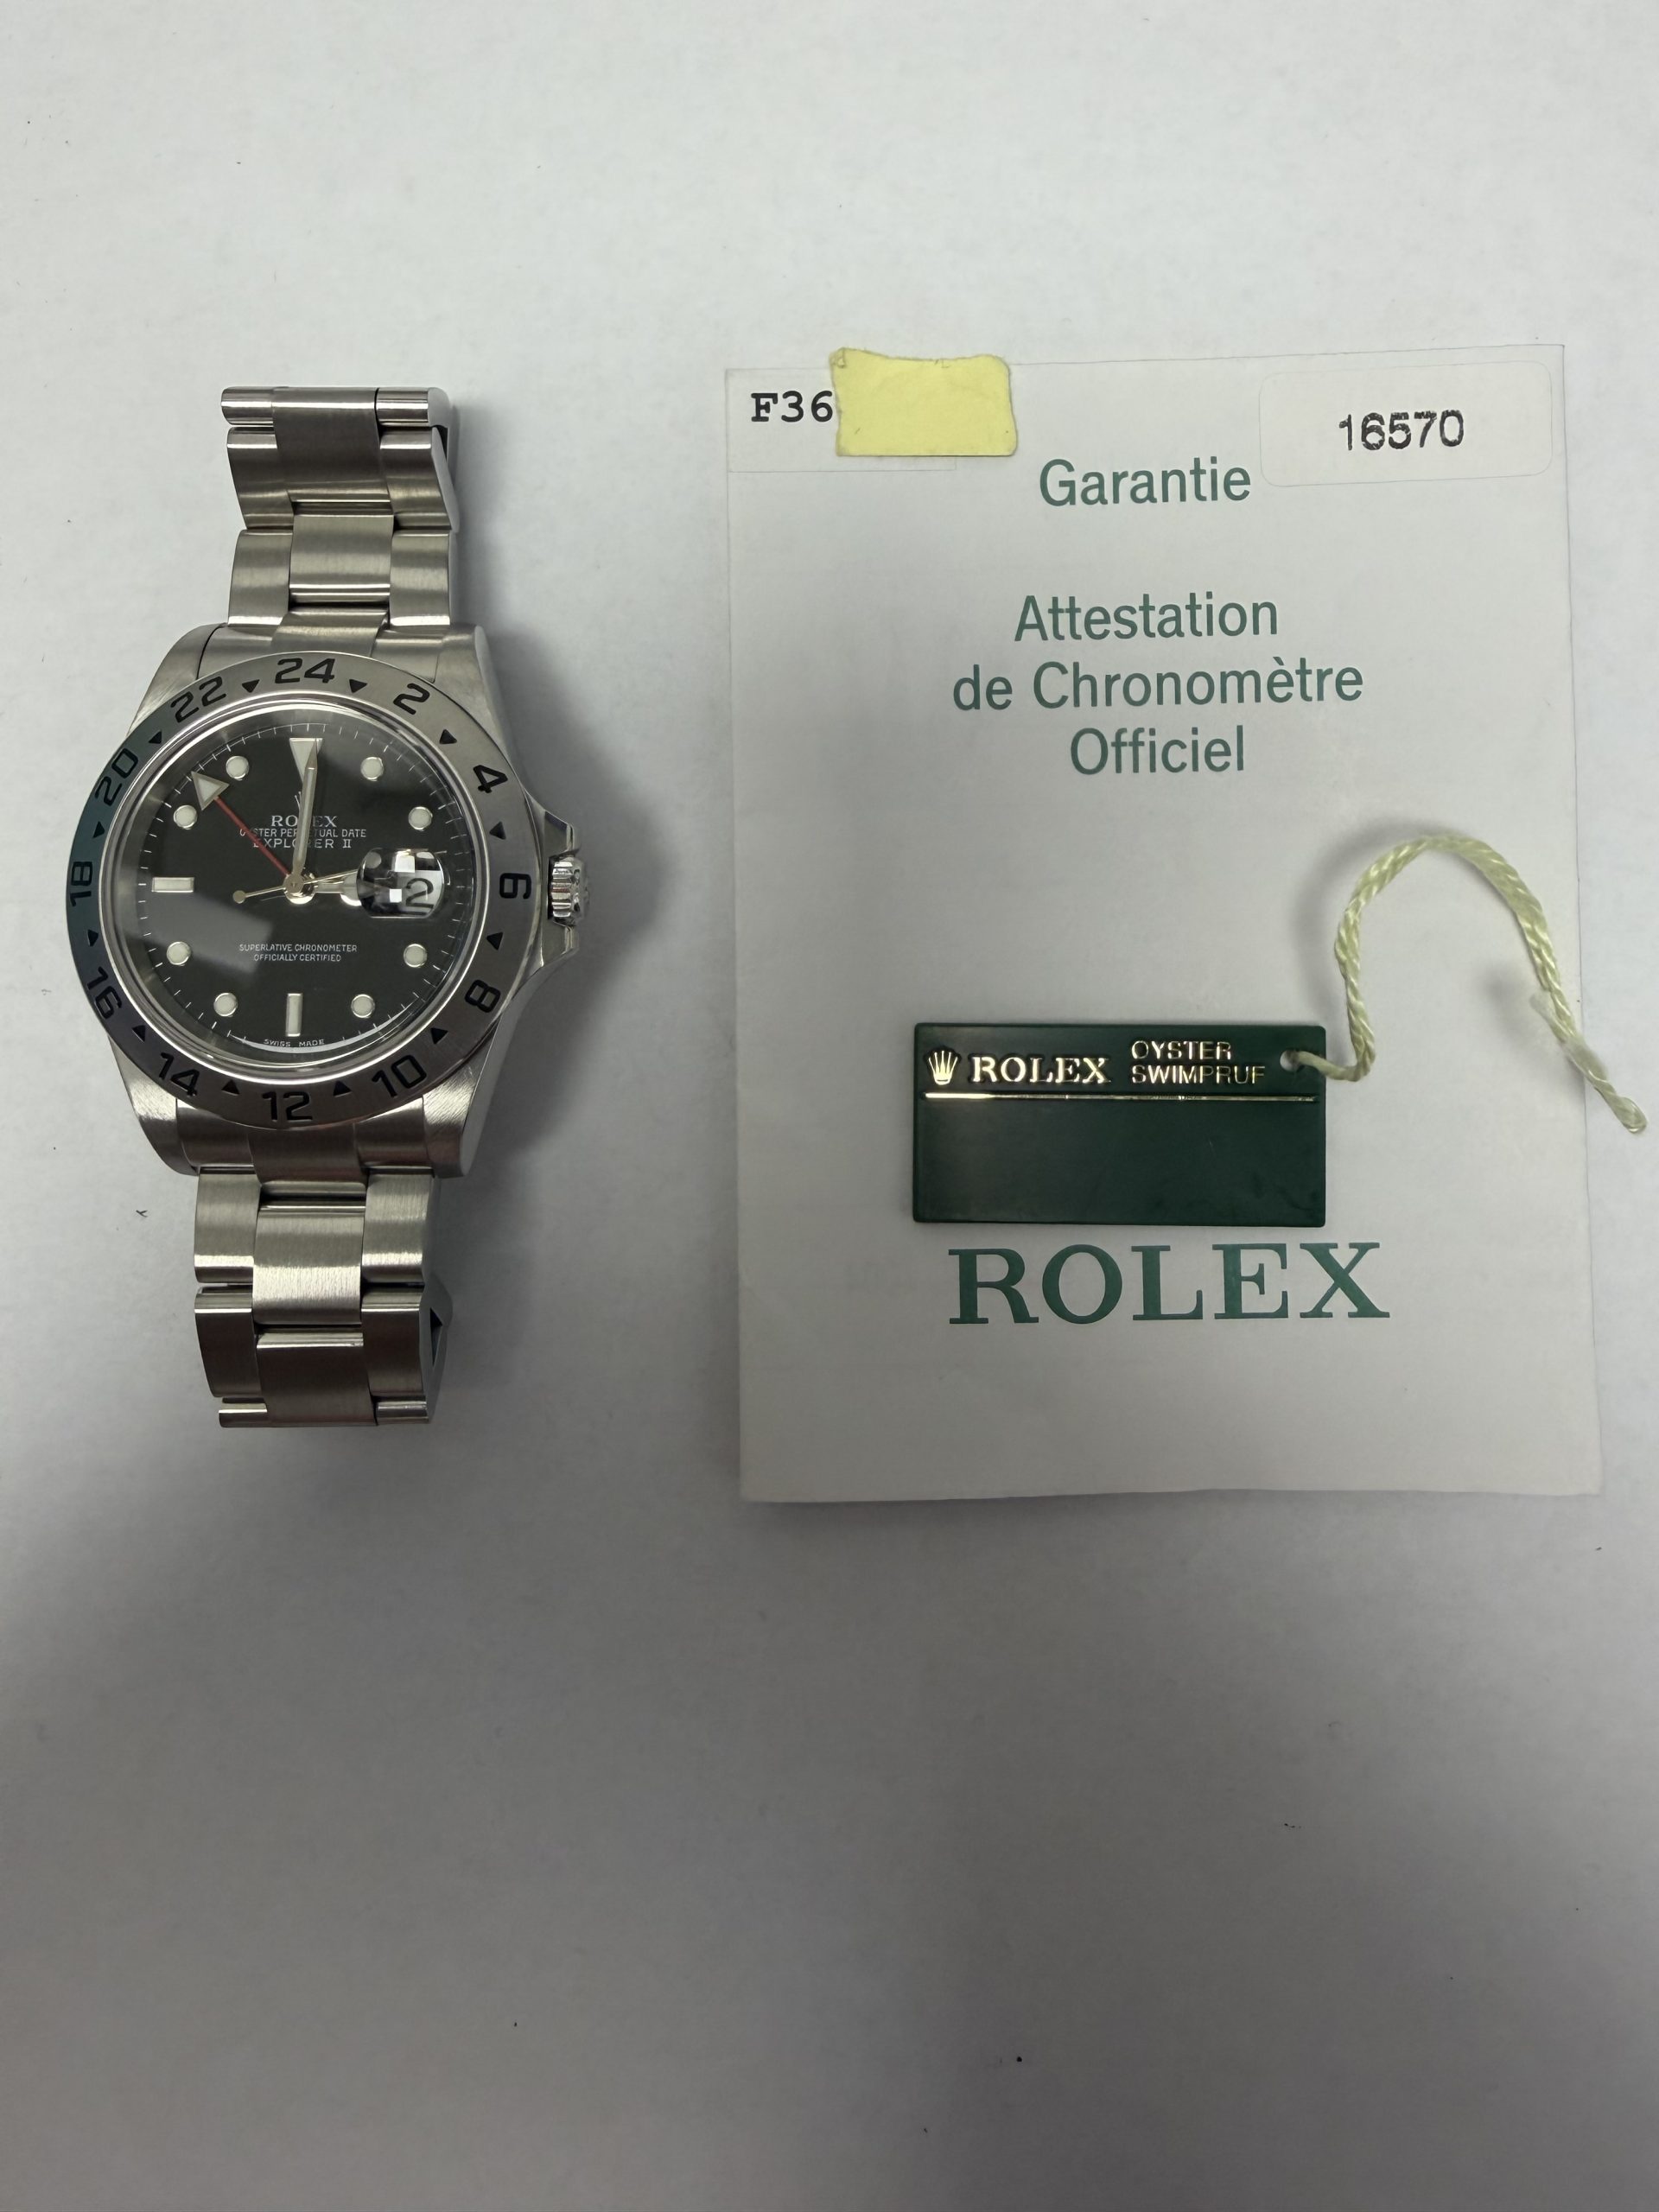 24
2
4
6
8
10
12
14
16
18
20
22
ROLEX
OYSTER PERPETUAL DATE
EXPLORER II
2
SUPERLATIVE CHRONOMETER
OFFICIALLY CERTIFIED
SWISS MADE
F36
16570
Garantie
Attestation
de Chronomètre
Officiel
ROLEX
OYSTER
SWIMPRUF
ROLEX